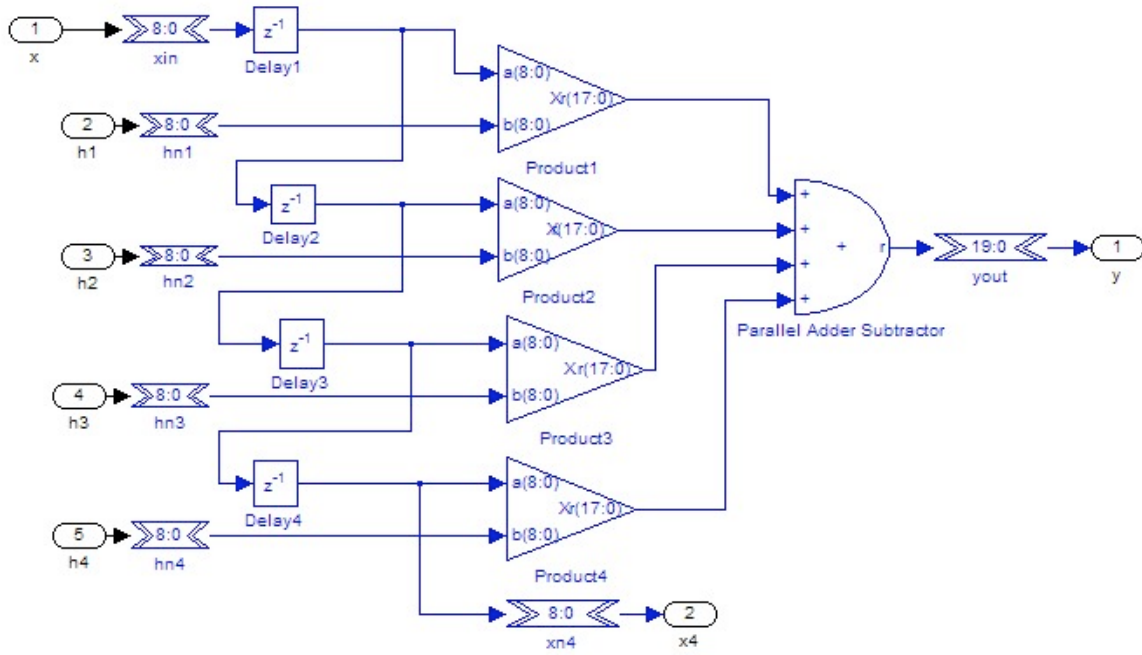 1
x
8:0
xin
z-1
Delay1
a(8:0)
Xr(17:0)
b(8:0)
Product1
2
h1
8:0
hn1
z-1
Delay2
a(8:0)
X(17:0)
b(8:0)
Product2
3
h2
8:0
hn2
z-1
Delay3
a(8:0)
Xr(17:0)
b(8:0)
Product3
4
h3
8:0
hn3
z-1
Delay4
a(8:0)
Xr(17:0)
b(8:0)
Product4
5
h4
8:0
hn4
+
+
+
+
+
r
Parallel Adder Subtractor
19:0
yout
1
y
8:0
xn4
2
x4